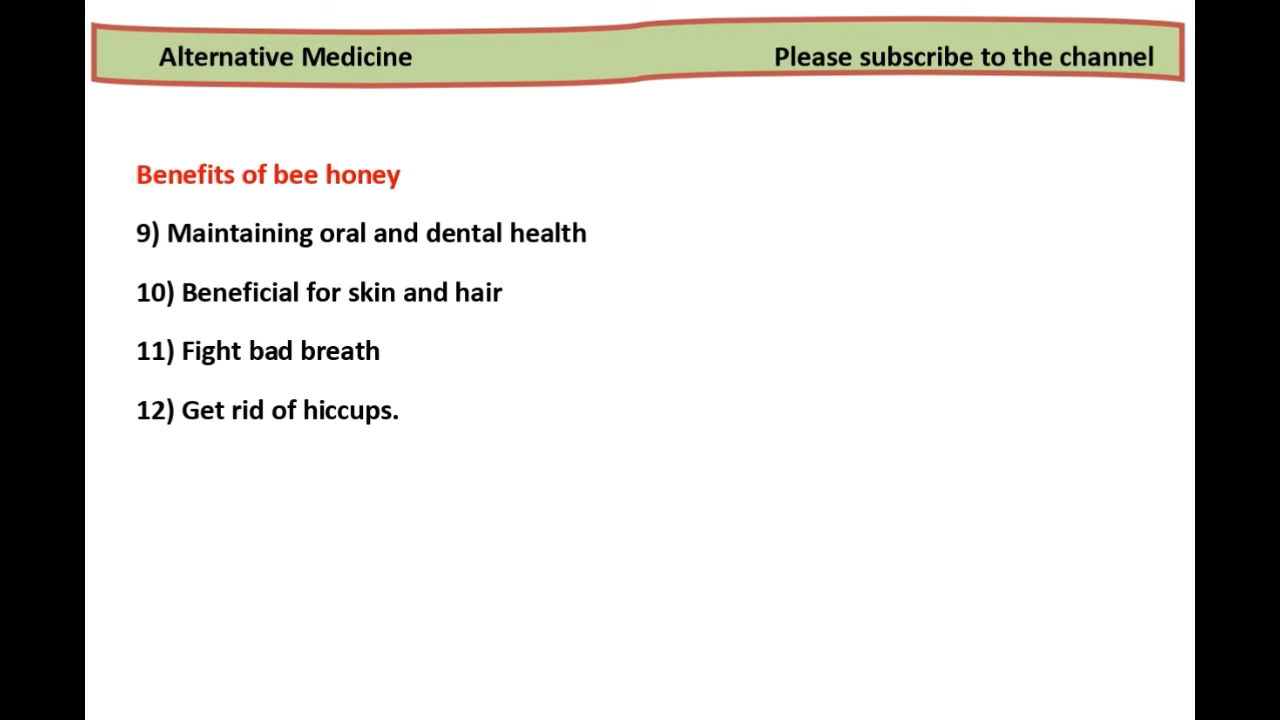 Alternative Medicine
Please subscribe to the channel
Benefits of bee honey
9) Maintaining oral and dental health
10) Beneficial for skin and hair
11) Fight bad breath
12) Get rid of hiccups.